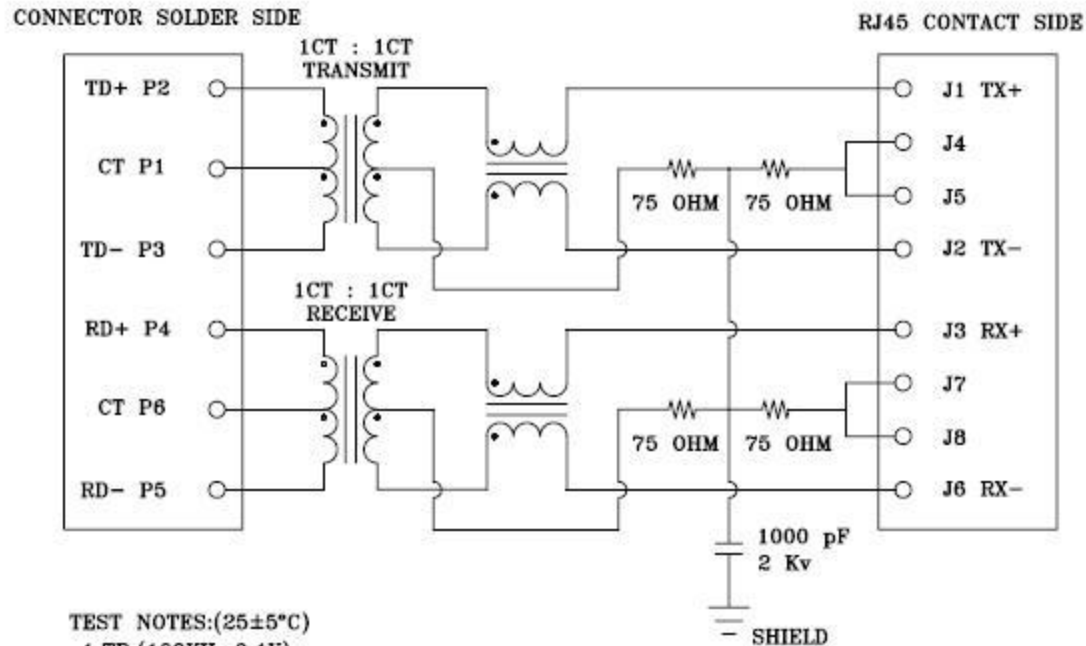 CONNECTOR SOLDER SIDE
RJ45 CONTACT SIDE
1CT : 1CT
TRANSMIT
TD+ P2
CT P1
TD- P3
J1 TX+
J4
J5
J2 TX-
75 OHM
75 OHM
1CT : 1CT
RECEIVE
RD+ P4
CT P6
RD- P5
J3 RX+
J7
J8
J6 RX-
75 OHM
75 OHM
1000 pF
2 Kv
SHIELD
TEST NOTES:(25±5°C)